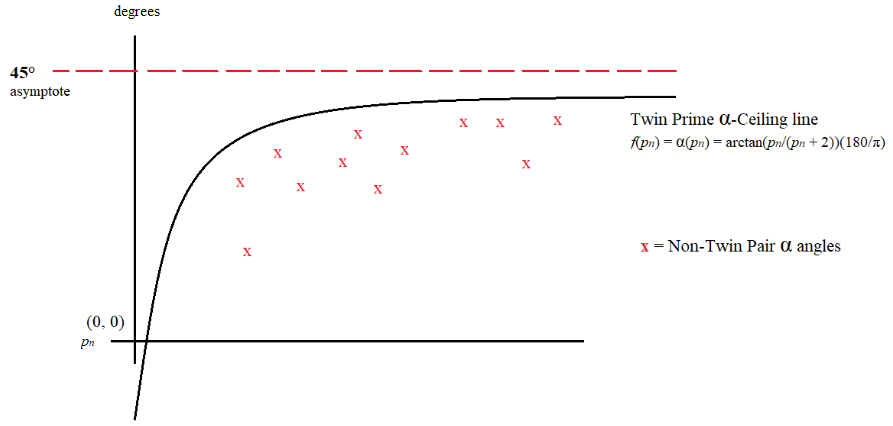 degrees
45°
asymptote
Twin Prime α-Ceiling line
f(pn) = α(pn) = arctan(pn/(pn + 2))(180/π)
x x x
x
x
x
x
x
x
x x
x
x
x = Non-Twin Pair α angles
(0, 0)
pn